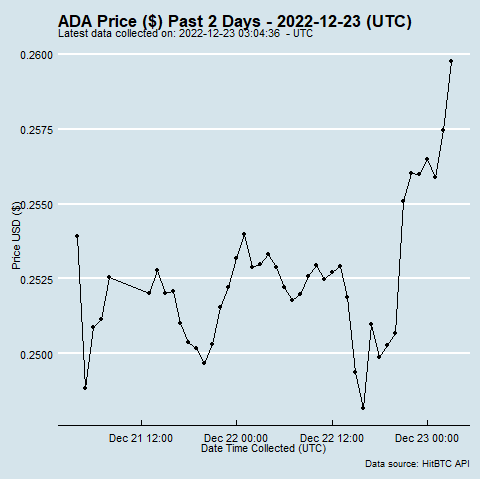 ADA Price ($) Past 2 Days - 2022-12-23 (UTC)
Latest data collected on: 2022-12-23 03:04:36  - UTC
0.2600
0.2575
0.2550
0.2525
0.2500
Price USD ($)
Dec 21 12:00
Dec 22 00:00
Dec 22 12:00
Dec 23 00:00
Date Time Collected (UTC)
Data source: HitBTC API